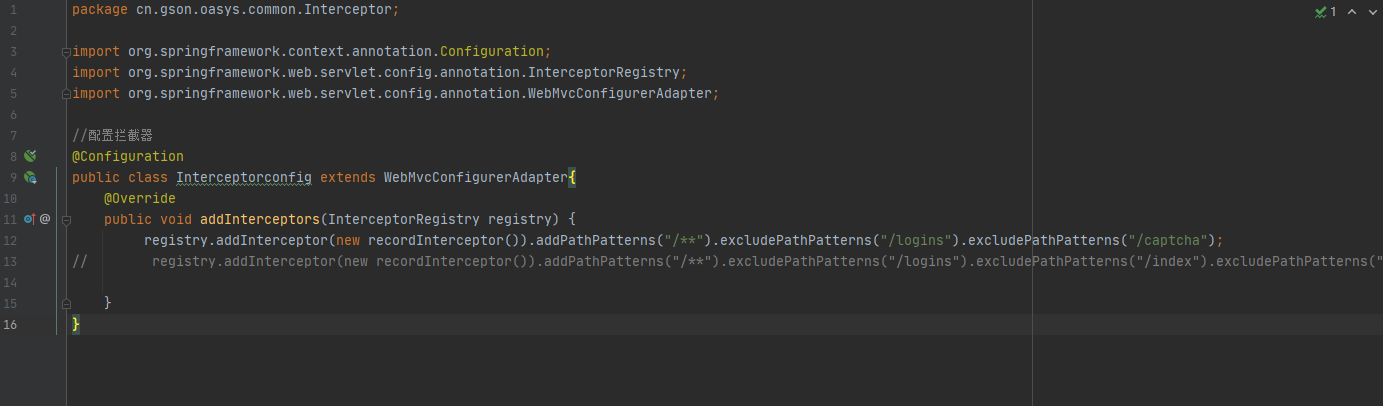 1 package cn.gson.oasys.common.Interceptor;
2
3 import org.springframework.context.annotation.Configuration;
4 import org.springframework.web.servlet.config.annotation.InterceptorRegistry;
5 import org.springframework.web.servlet.config.annotation.WebMvcConfigurerAdapter;
6
7 //配置拦截器
8 @Configuration
9 public class Interceptorconfig extends WebMvcConfigurerAdapter{
10 @Override
11 @ public void addInterceptors(InterceptorRegistry registry) {
12 registry.addInterceptor(new recordInterceptor()).addPathPatterns("/**").excludePathPatterns("/logins").excludePathPatterns("/captcha");
13 // registry.addInterceptor(new recordInterceptor()).addPathPatterns("/**").excludePathPatterns("/logins").excludePathPatterns("/index").excludePathPatterns("
14
15 }
16 }
1